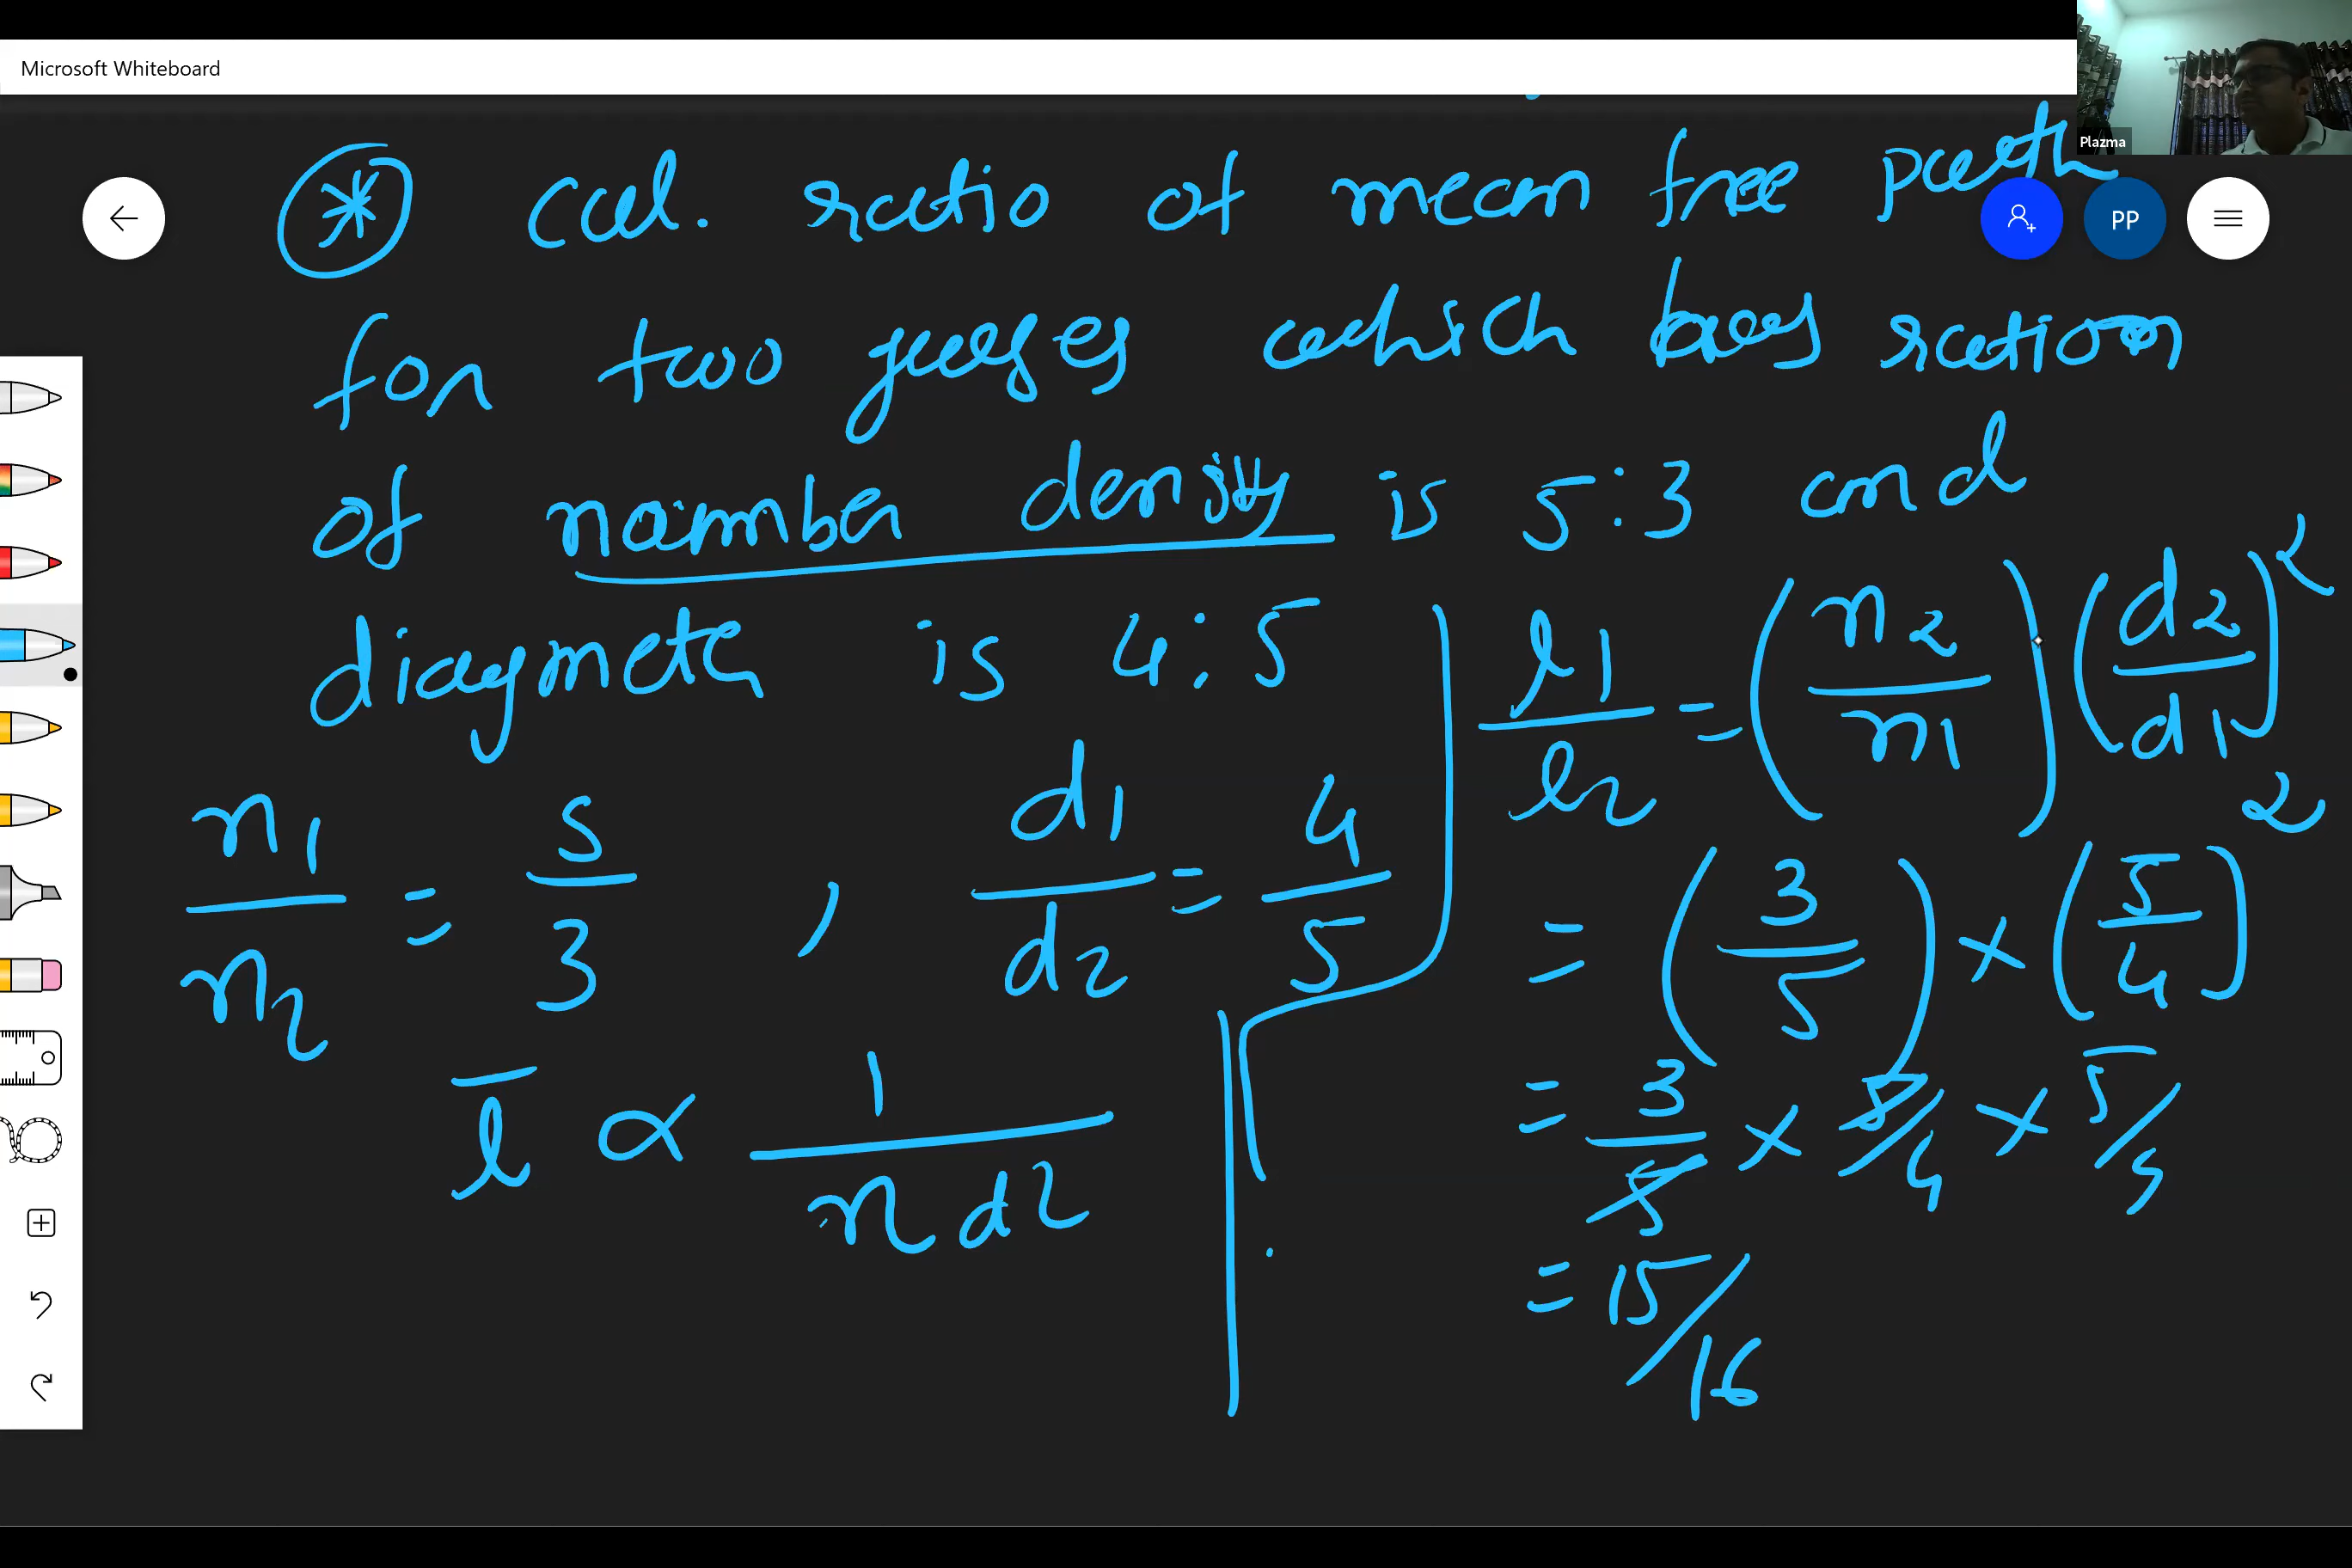 Microsoft Whiteboard
Plazma
PP
* Cal. ratio of mean free path
for two gases which has ration
of number density is 5:3 and
diameter is 4:5
n1/n2 = 5/3 , d1/d2 = 4/5
l̅ ∝ 1/nd²
l1/l2 = (n2/n1) (d2/d1)²
= (3/5) × (5/4)²
= 3/5 × 5/4 × 5/4
= 15/16